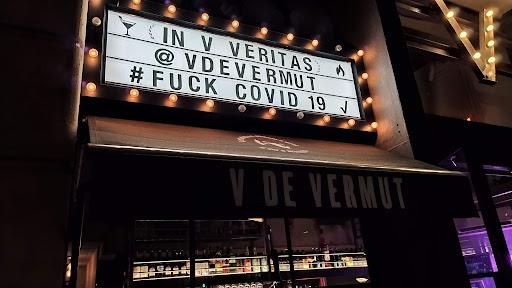 IN V VERITAS
@ VDEVERMUT
#FUCK COVID 19
V DE VERMUT